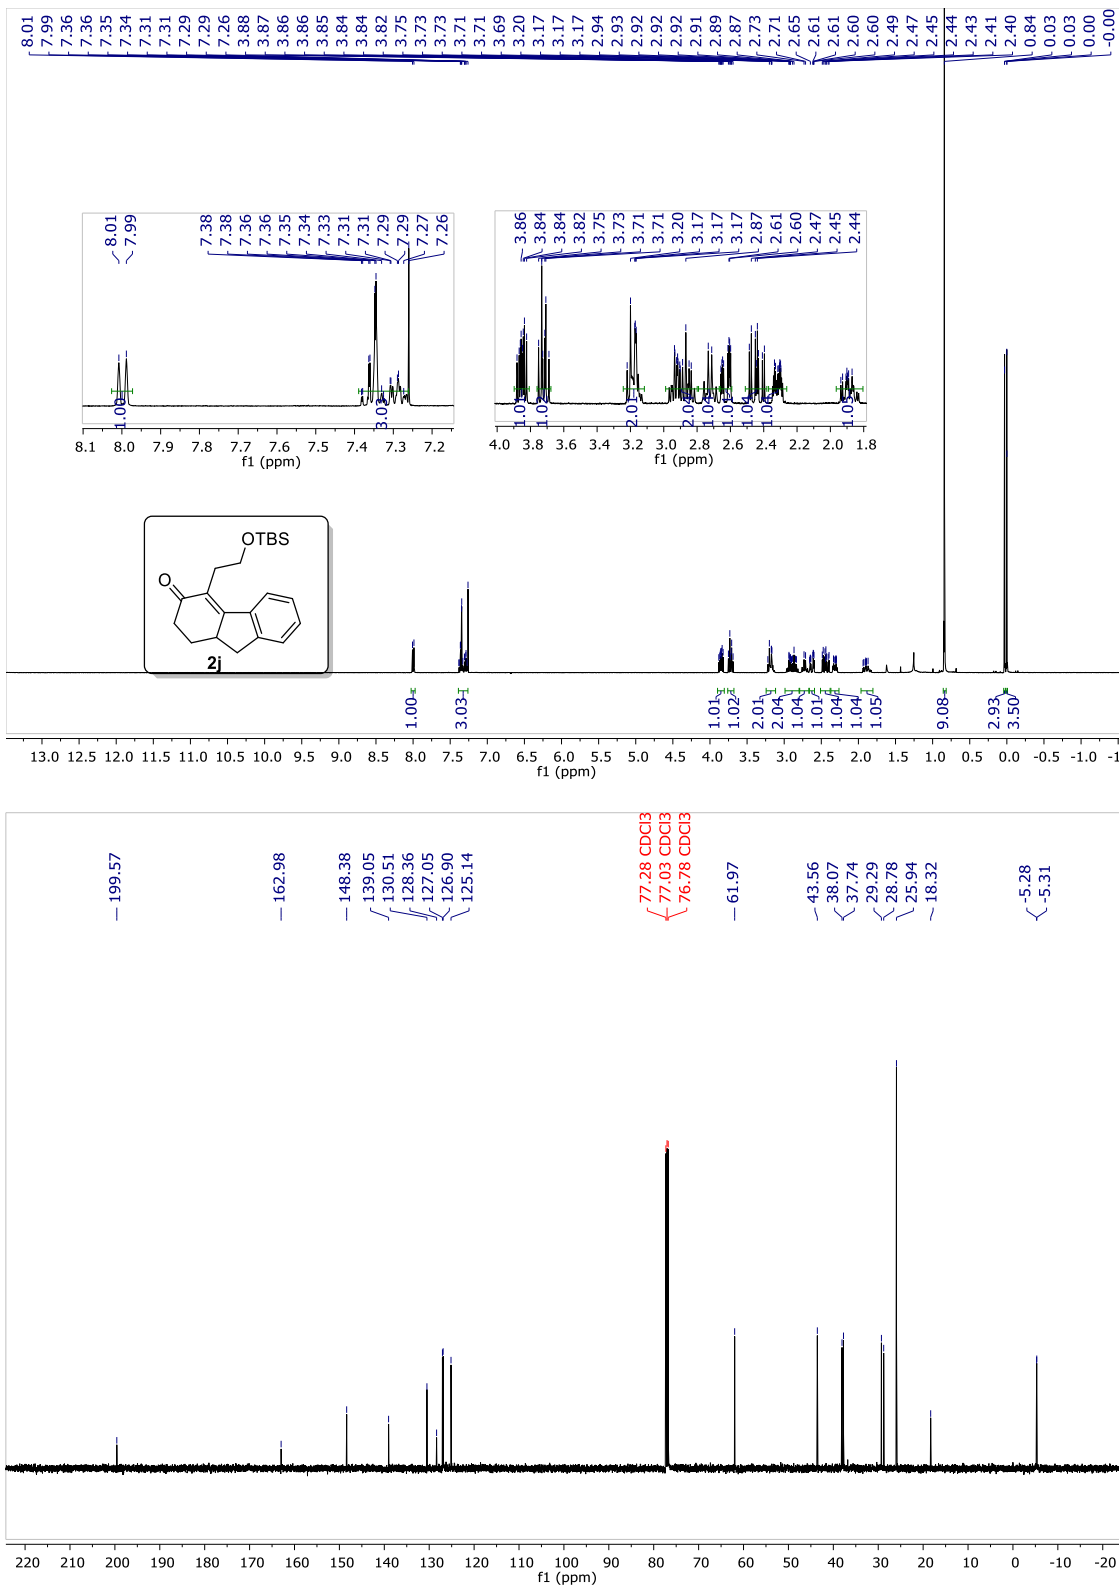 8.01 7.99 7.36 7.36 7.35 7.34 7.31 7.31 7.29 7.29 7.26 3.88 3.87 3.86 3.86 3.85 3.84 3.84 3.82 3.75 3.73 3.73 3.71 3.71 3.69 3.20 3.17 3.17 3.17 2.94 2.93 2.92 2.92 2.91 2.89 2.87 2.73 2.71 2.65 2.61 2.61 2.60 2.60 2.49 2.47 2.45 2.44 2.43 2.41 2.40 0.84 0.03 0.03 0.00 -0.00
8.01 7.99 7.38 7.38 7.36 7.36 7.35 7.34 7.33 7.31 7.31 7.29 7.29 7.27 7.26
3.86 3.84 3.84 3.82 3.75 3.73 3.71 3.71 3.20 3.17 3.17 3.17 2.87 2.61 2.60 2.47 2.45 2.44
1.00 3.03
1.01 1.02 2.01 2.04 1.04 1.01 1.04 1.04 1.05
8.1 8.0 7.9 7.8 7.7 7.6 7.5 7.4 7.3 7.2
f1 (ppm)
4.0 3.8 3.6 3.4 3.2 3.0 2.8 2.6 2.4 2.2 2.0 1.8
f1 (ppm)
OTBS
O
2j
1.00 3.03 1.01 1.02 2.01 2.04 1.04 1.01 1.04 1.04 1.05 9.08 2.93 3.50
13.0 12.5 12.0 11.5 11.0 10.5 10.0 9.5 9.0 8.5 8.0 7.5 7.0 6.5 6.0 5.5 5.0 4.5 4.0 3.5 3.0 2.5 2.0 1.5 1.0 0.5 0.0 -0.5 -1.0 -1
f1 (ppm)
199.57 162.98 148.38 139.05 130.51 128.36 127.05 126.90 125.14 77.28 CDCl3 77.03 CDCl3 76.78 CDCl3 61.97 43.56 38.07 37.74 29.29 28.78 25.94 18.32 -5.28 -5.31
220 210 200 190 180 170 160 150 140 130 120 110 100 90 80 70 60 50 40 30 20 10 0 -10 -20
f1 (ppm)